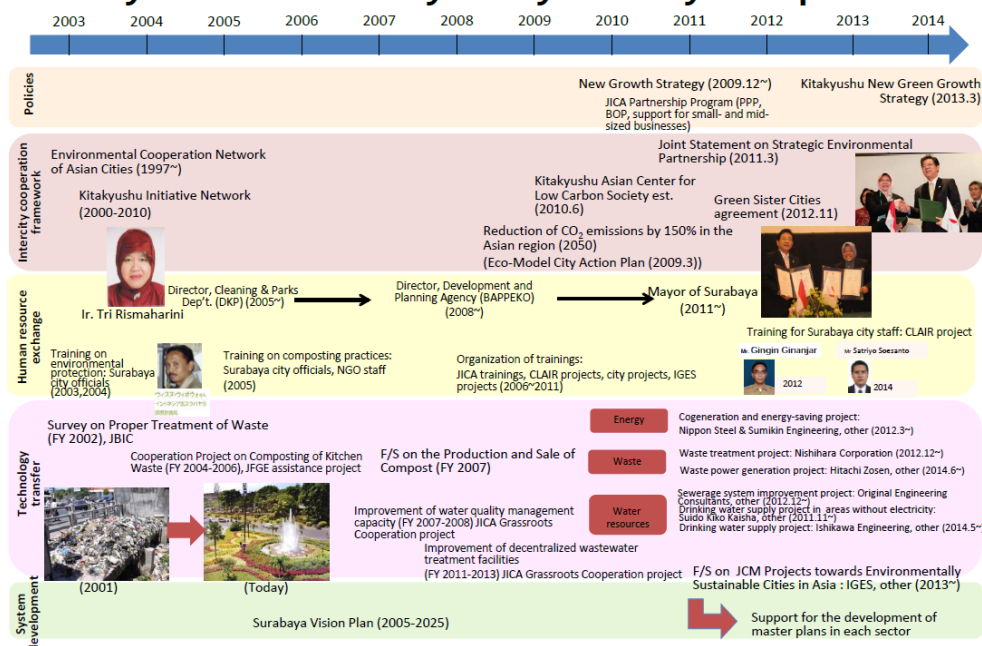 2003 2004 2005 2006 2007 2008 2009 2010 2011 2012 2013 2014
Policies
New Growth Strategy (2009.12~)
JICA Partnership Program (PPP,
BOP, support for small- and mid-
sized businesses)
Kitakyushu New Green Growth
Strategy (2013.3)
Intercity cooperation
framework
Environmental Cooperation Network
of Asian Cities (1997~)
Kitakyushu Initiative Network
(2000-2010)
Joint Statement on Strategic Environmental
Partnership (2011.3)
Kitakyushu Asian Center for
Low Carbon Society est.
(2010.6)
Green Sister Cities
agreement (2012.11)
Reduction of CO2 emissions by 150% in the
Asian region (2050)
(Eco-Model City Action Plan (2009.3))
Human resource
exchange
Ir. Tri Rismaharini
Director, Cleaning & Parks
Dep't. (DKP) (2005~)
Director, Development and
Planning Agency (BAPPEKO)
(2008~)
Mayor of Surabaya
(2011~)
Training for Surabaya city staff: CLAIR project
Training on
environmental
protection: Surabaya
city officials
(2003,2004)
Training on composting practices:
Surabaya city officials, NGO staff
(2005)
Organization of trainings:
JICA trainings, CLAIR projects, city projects, IGES
projects (2006~2011)
Mr. Gingin Ginanjar
2012
Mr Satriyo Soesanto
2014
Technology
transfer
Survey on Proper Treatment of Waste
(FY 2002), JBIC
Cooperation Project on Composting of Kitchen
Waste (FY 2004-2006), JFGE assistance project
F/S on the Production and Sale of
Compost (FY 2007)
Improvement of water quality management
capacity (FY 2007-2008) JICA Grassroots
Cooperation project
Improvement of decentralized wastewater
treatment facilities
(FY 2011-2013) JICA Grassroots Cooperation project
(2001)
(Today)
Energy
Cogeneration and energy-saving project:
Nippon Steel & Sumikin Engineering, other (2012.3~)
Waste
Waste treatment project: Nishihara Corporation (2012.12~)
Waste power generation project: Hitachi Zosen, other (2014.6~)
Water
resources
Sewerage system improvement project: Original Engineering
Consultants, other (2012.12~)
Drinking water supply project in areas without electricity:
Suido Kiko Kaisha, other (2011.11~)
Drinking water supply project: Ishikawa Engineering, other (2014.5~
F/S on JCM Projects towards Environmentally
Sustainable Cities in Asia : IGES, other (2013~)
System
development
Surabaya Vision Plan (2005-2025)
Support for the development of
master plans in each sector